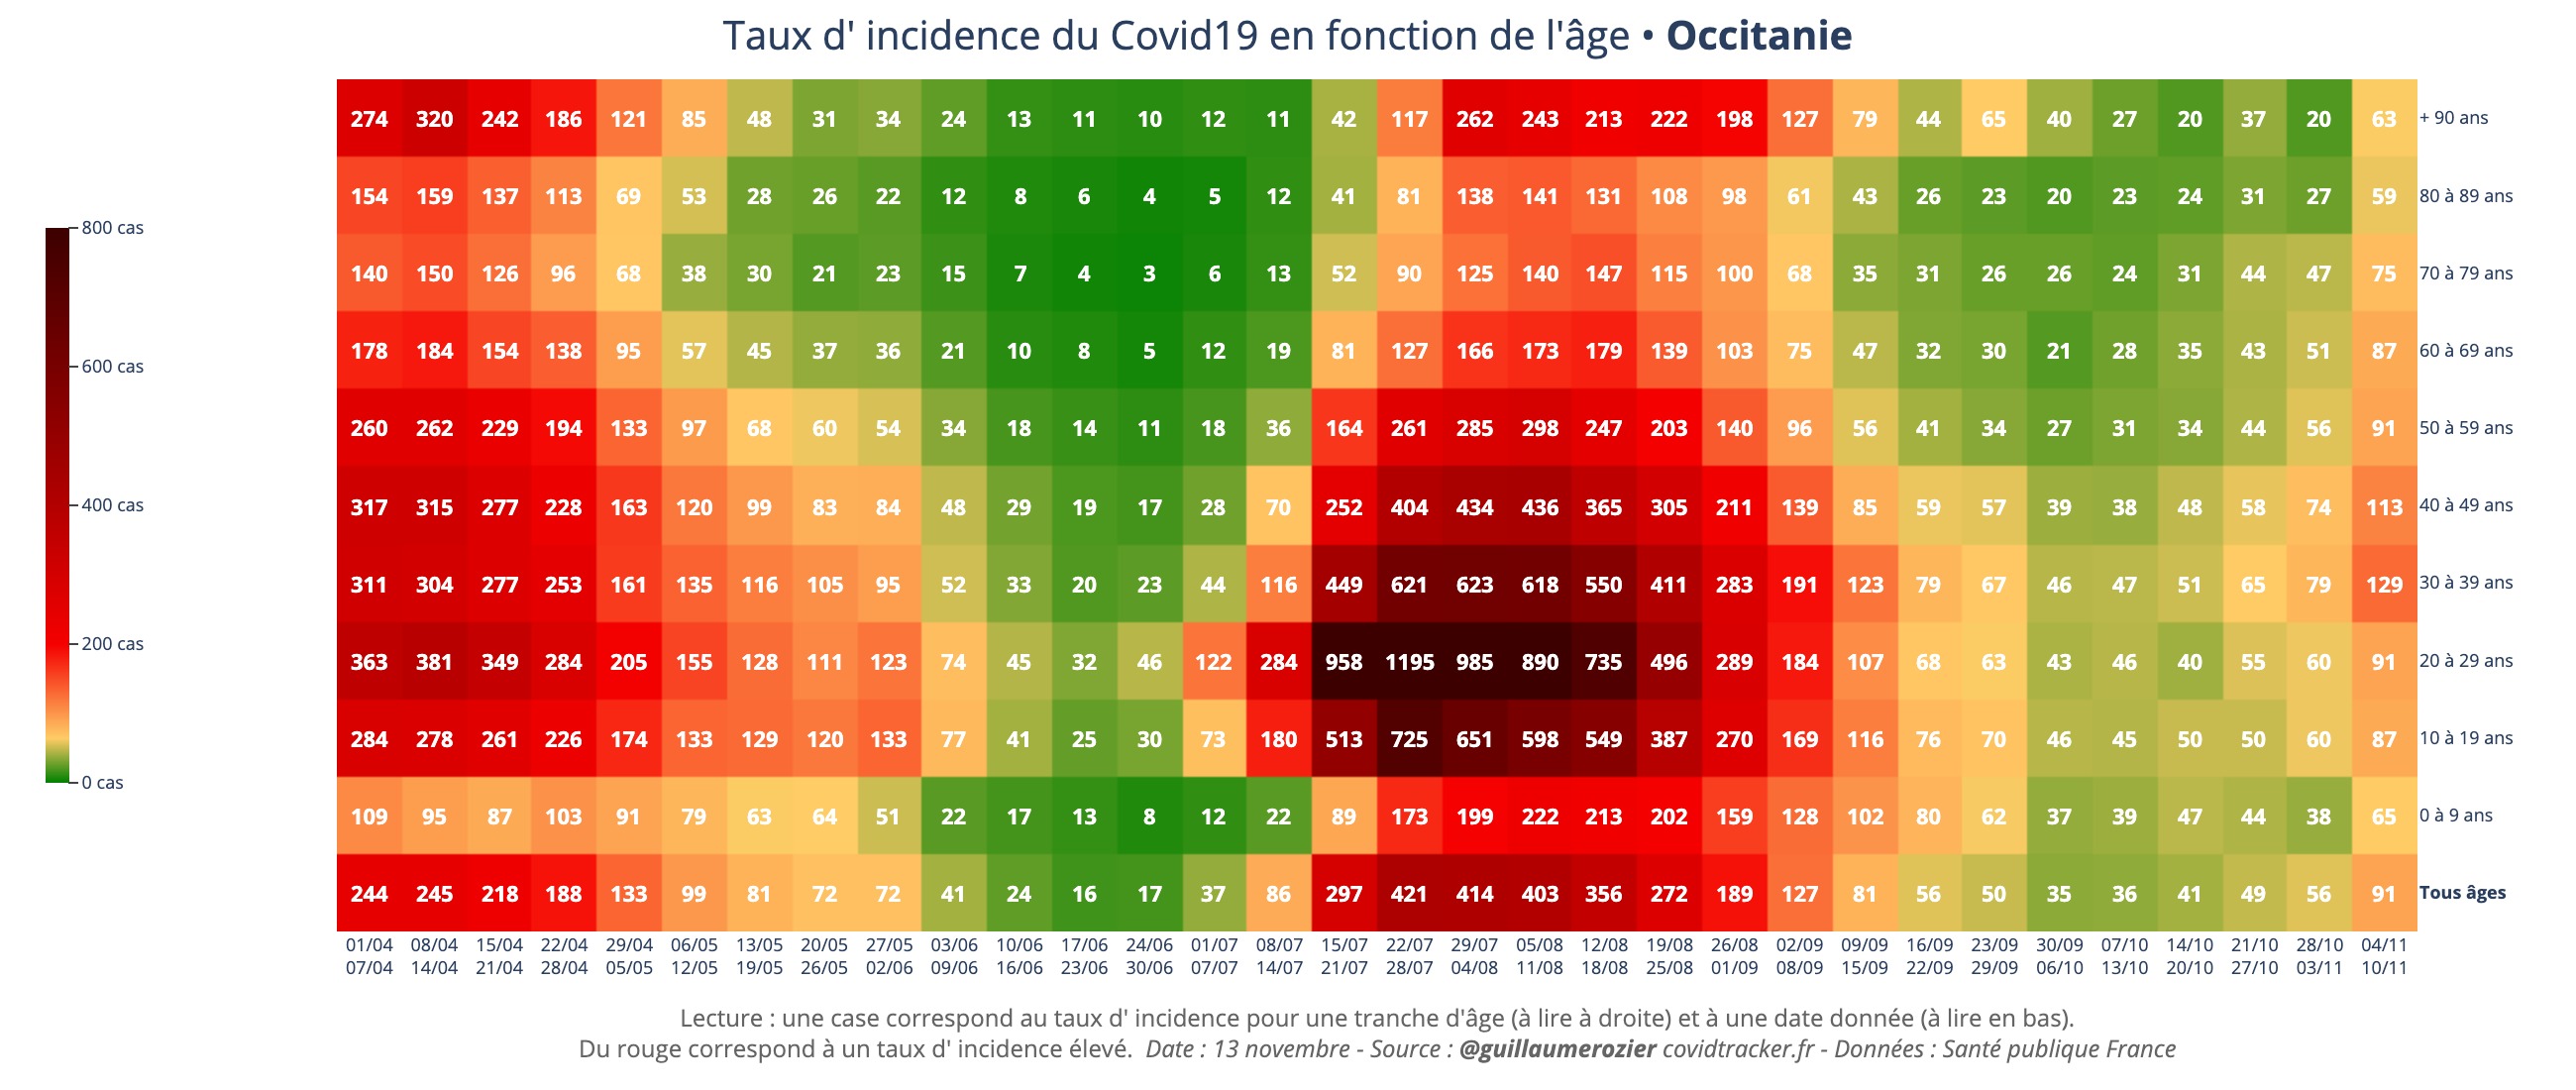 Taux d' incidence du Covid19 en fonction de l'âge • Occitanie
274 320 242 186 121 85 48 31 34 24 13 11 10 12 11 42 117 262 243 213 222 198 127 79 44 65 40 27 20 37 20 63 + 90 ans
154 159 137 113 69 53 28 26 22 12 8 6 4 5 12 41 81 138 141 131 108 98 61 43 26 23 20 23 24 31 27 59 80 à 89 ans
800 cas
140 150 126 96 68 38 30 21 23 15 7 4 3 6 13 52 90 125 140 147 115 100 68 35 31 26 26 24 31 44 47 75 70 à 79 ans
178 184 154 138 95 57 45 37 36 21 10 8 5 12 19 81 127 166 173 179 139 103 75 47 32 30 21 28 35 43 51 87 60 à 69 ans
600 cas
260 262 229 194 133 97 68 60 54 34 18 14 11 18 36 164 261 285 298 247 203 140 96 56 41 34 27 31 34 44 56 91 50 à 59 ans
400 cas
317 315 277 228 163 120 99 83 84 48 29 19 17 28 70 252 404 434 436 365 305 211 139 85 59 57 39 38 48 58 74 113 40 à 49 ans
311 304 277 253 161 135 116 105 95 52 33 20 23 44 116 449 621 623 618 550 411 283 191 123 79 67 46 47 51 65 79 129 30 à 39 ans
200 cas
363 381 349 284 205 155 128 111 123 74 45 32 46 122 284 958 1195 985 890 735 496 289 184 107 68 63 43 46 40 55 60 91 20 à 29 ans
284 278 261 226 174 133 129 120 133 77 41 25 30 73 180 513 725 651 598 549 387 270 169 116 76 70 46 45 50 50 60 87 10 à 19 ans
0 cas
109 95 87 103 91 79 63 64 51 22 17 13 8 12 22 89 173 199 222 213 202 159 128 102 80 62 37 39 47 44 38 65 0 à 9 ans
244 245 218 188 133 99 81 72 72 41 24 16 17 37 86 297 421 414 403 356 272 189 127 81 56 50 35 36 41 49 56 91 Tous âges
01/04 08/04 15/04 22/04 29/04 06/05 13/05 20/05 27/05 03/06 10/06 17/06 24/06 01/07 08/07 15/07 22/07 29/07 05/08 12/08 19/08 26/08 02/09 09/09 16/09 23/09 30/09 07/10 14/10 21/10 28/10 04/11
07/04 14/04 21/04 28/04 05/05 12/05 19/05 26/05 02/06 09/06 16/06 23/06 30/06 07/07 14/07 21/07 28/07 04/08 11/08 18/08 25/08 01/09 08/09 15/09 22/09 29/09 06/10 13/10 20/10 27/10 03/11 10/11
Lecture : une case correspond au taux d' incidence pour une tranche d'âge (à lire à droite) et à une date donnée (à lire en bas).
Du rouge correspond à un taux d' incidence élevé. Date : 13 novembre - Source : @guillaumerozier covidtracker.fr - Données : Santé publique France